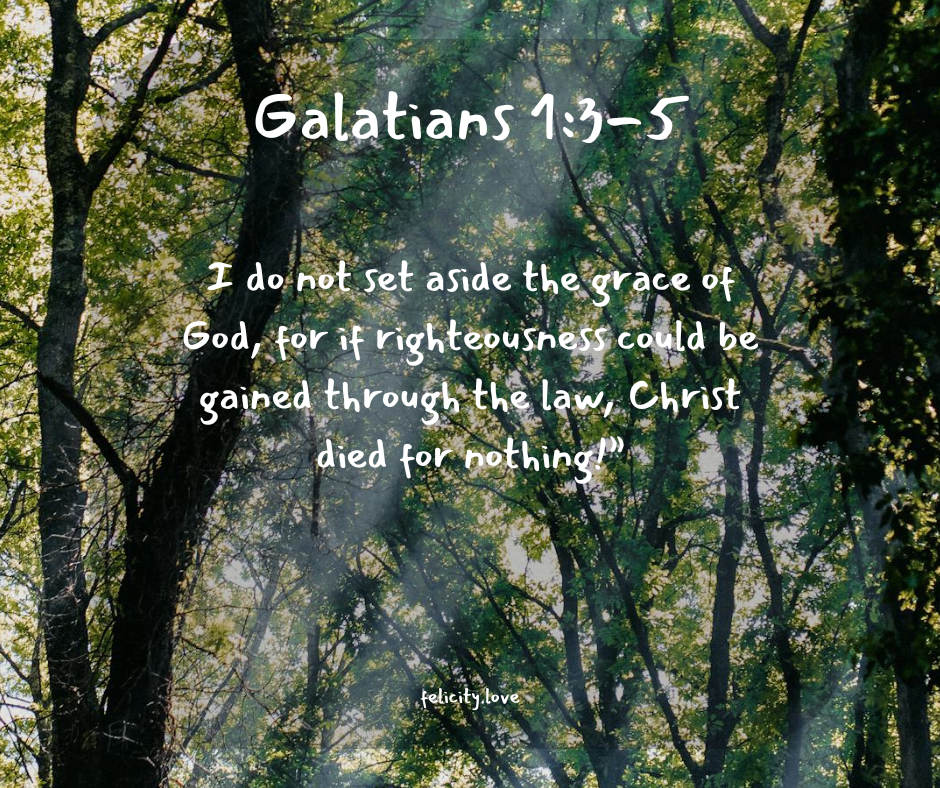 Galatians 1:3-5
I do not set aside the grace of
God, for if righteousness could be
gained through the law, Christ
died for nothing!”
felicity.love